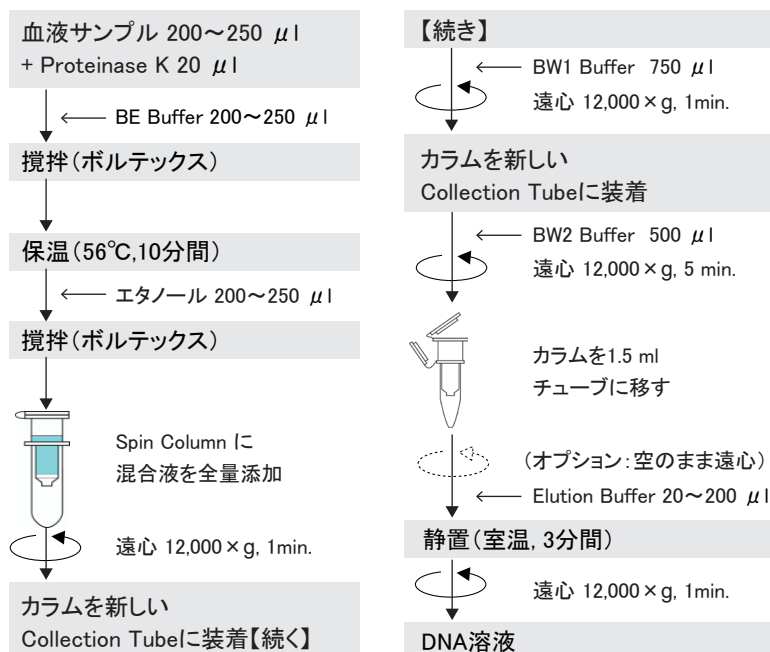 血液サンプル 200～250 μl
+ Proteinase K 20 μl
BE Buffer 200～250 μl
撹拌（ボルテックス）
保温（56℃,10分間）
エタノール 200～250 μl
撹拌（ボルテックス）
Spin Column に
混合液を全量添加
遠心 12,000×g, 1min.
カラムを新しい
Collection Tubeに装着【続く】
【続き】
BW1 Buffer 750 μl
遠心 12,000×g, 1min.
カラムを新しい
Collection Tubeに装着
BW2 Buffer 500 μl
遠心 12,000×g, 5 min.
カラムを1.5 ml
チューブに移す
（オプション：空のまま遠心）
Elution Buffer 20～200 μl
静置（室温, 3分間）
遠心 12,000×g, 1min.
DNA溶液